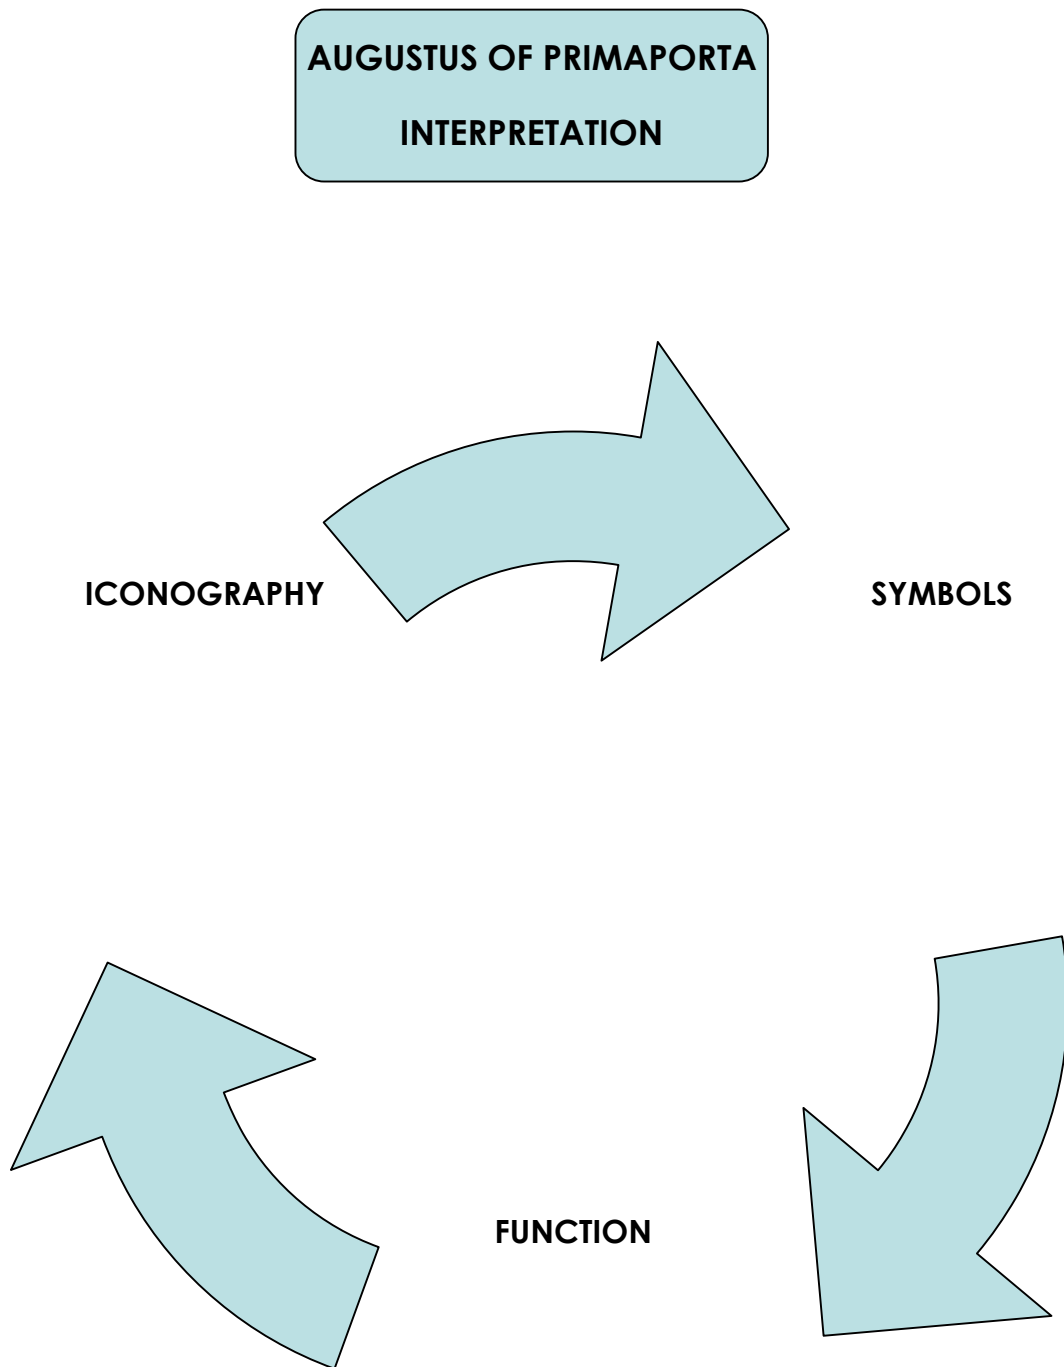 AUGUSTUS OF PRIMAPORTA
INTERPRETATION
ICONOGRAPHY
SYMBOLS
FUNCTION